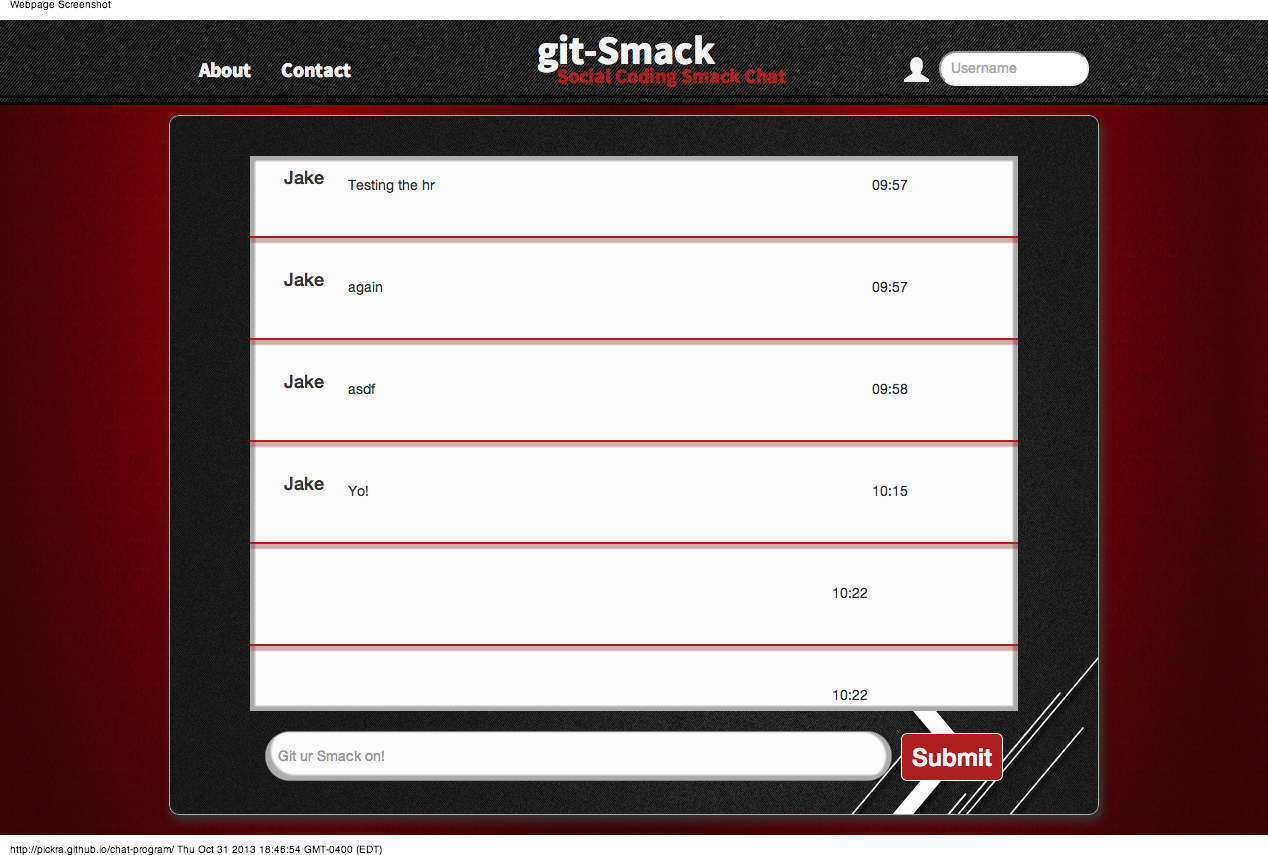 Webpage Screenshot
git-Smack
About Contact Social Coding Smack Chat Username
Jake Testing the hr 09:57
Jake again 09:57
Jake asdf 09:58
Jake Yo! 10:15
10:22
10:22
Git ur Smack on! Submit
http://pickra.github.io/chat-program/ Thu Oct 31 2013 18:46:54 GMT-0400 (EDT)